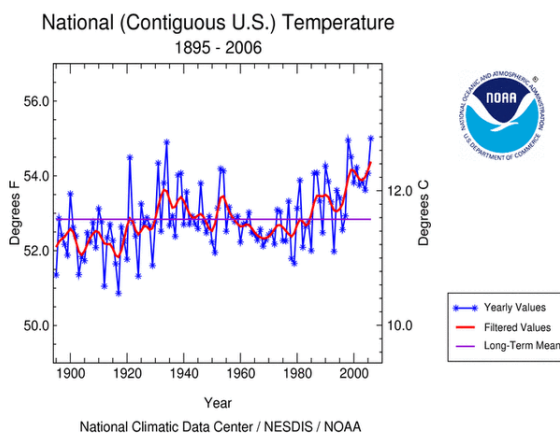 National (Contiguous U.S.) Temperature
1895 - 2006
56.0
54.0
52.0
50.0
Degrees F
12.0
10.0
Degrees C
1900 1920 1940 1960 1980 2000
Year
National Climatic Data Center / NESDIS / NOAA
NATIONAL OCEANIC AND ATMOSPHERIC ADMINISTRATION
U.S. DEPARTMENT OF COMMERCE
NOAA
®
Yearly Values
Filtered Values
Long-Term Mean